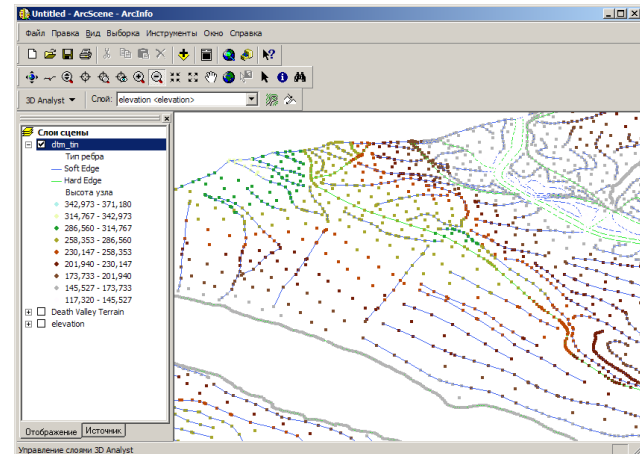 Untitled - ArcScene - ArcInfo
Файл Правка Вид Выборка Инструменты Окно Справка
3D Analyst Слой: elevation <elevation>
Слои сцены
dtm_tin
Тип ребра
Soft Edge
Hard Edge
Высота узла
342,973 - 371,180
314,767 - 342,973
286,560 - 314,767
258,353 - 286,560
230,147 - 258,353
201,940 - 230,147
173,733 - 201,940
145,527 - 173,733
117,320 - 145,527
Death Valley Terrain
elevation
Отображение Источник
Управление слоями 3D Analyst